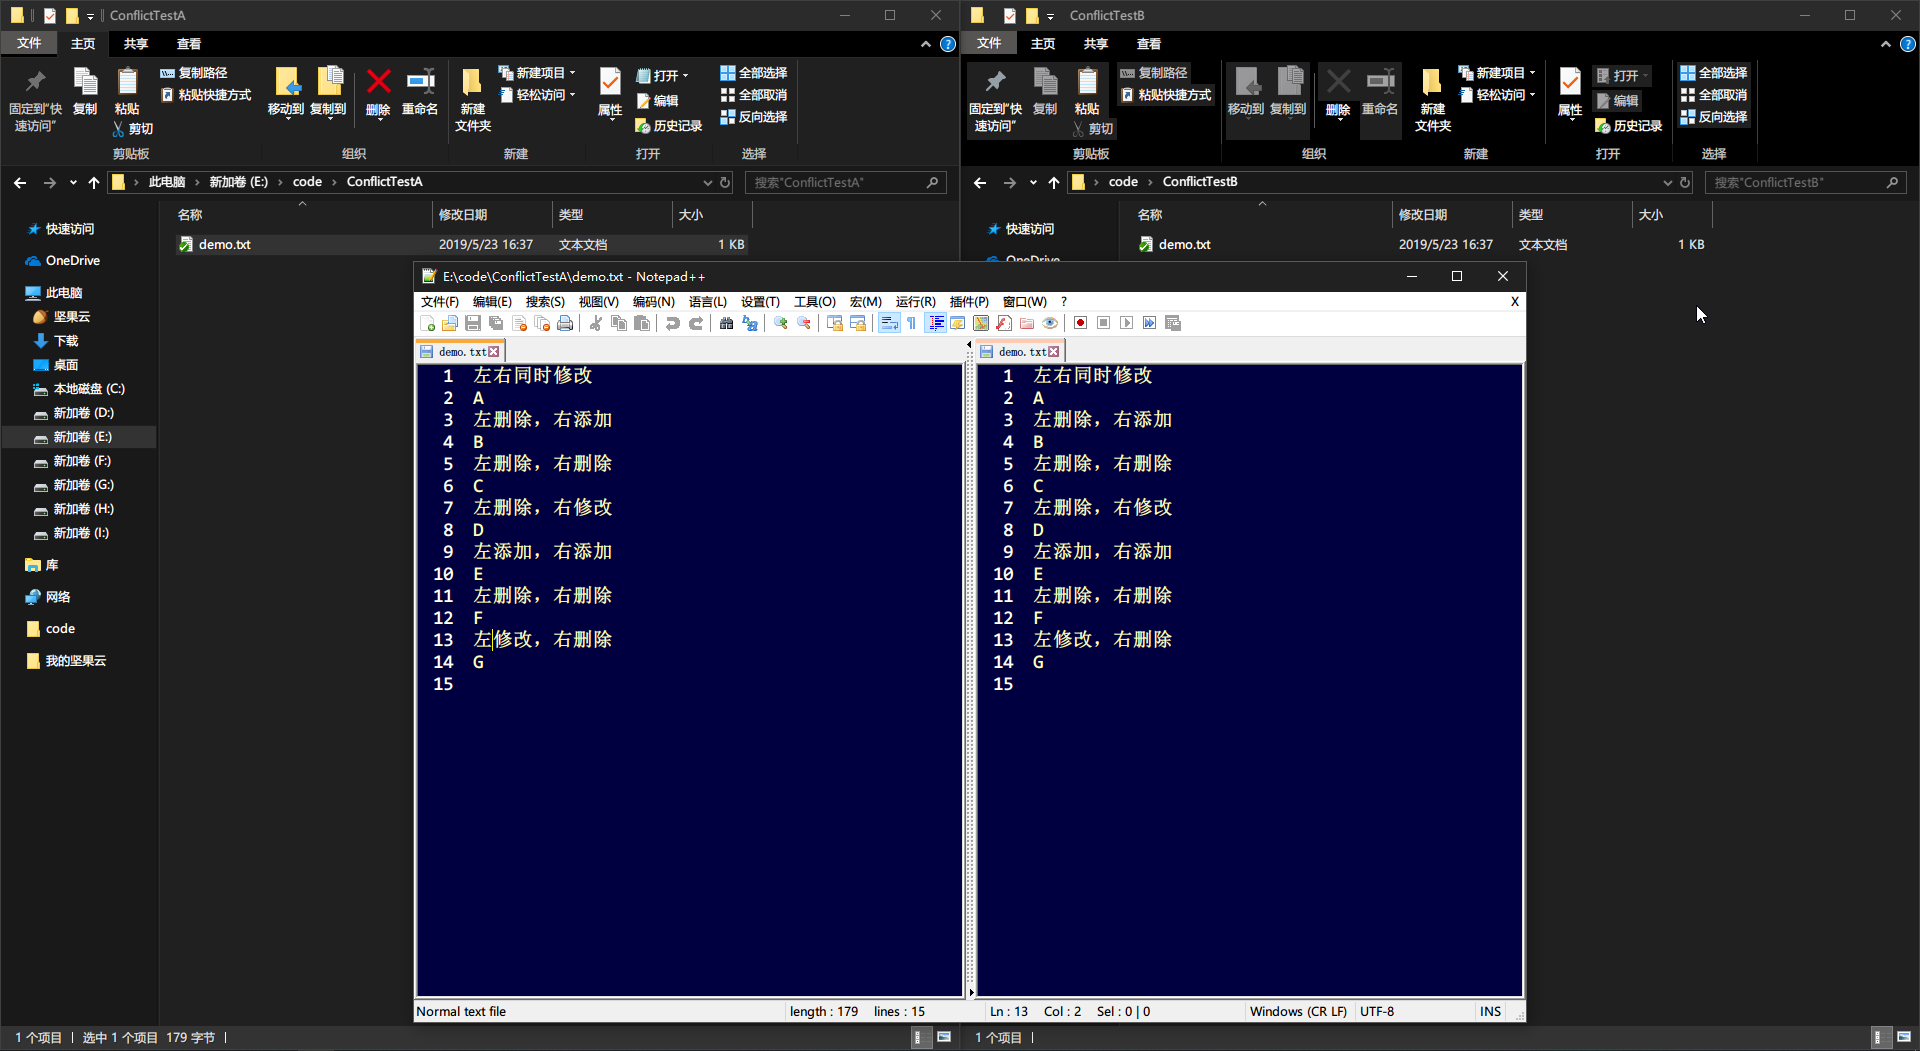 ConflictTestA
文件 主页 共享 查看
固定到"快速访问"
复制
粘贴
复制路径
粘贴快捷方式
剪切
移动到
复制到
删除
重命名
新建文件夹
新建项目
轻松访问
属性
打开
编辑
历史记录
全部选择
全部取消
反向选择
剪贴板 组织 新建 打开 选择
此电脑 新加卷 (E:) code ConflictTestA
搜索"ConflictTestA"
名称 修改日期 类型 大小
demo.txt 2019/5/23 16:37 文本文档 1 KB
快速访问
OneDrive
此电脑
坚果云
下载
桌面
本地磁盘 (C:)
新加卷 (D:)
新加卷 (E:)
新加卷 (F:)
新加卷 (G:)
新加卷 (H:)
新加卷 (I:)
库
网络
code
我的坚果云
1 个项目 选中 1 个项目 179 字节
ConflictTestB
文件 主页 共享 查看
固定到"快速访问"
复制
粘贴
复制路径
粘贴快捷方式
剪切
移动到
复制到
删除
重命名
新建文件夹
新建项目
轻松访问
属性
打开
编辑
历史记录
全部选择
全部取消
反向选择
剪贴板 组织 新建 打开 选择
code ConflictTestB
搜索"ConflictTestB"
名称 修改日期 类型 大小
demo.txt 2019/5/23 16:37 文本文档 1 KB
快速访问
OneDrive
1 个项目
E:\code\ConflictTestA\demo.txt - Notepad++
文件(F) 编辑(E) 搜索(S) 视图(V) 编码(N) 语言(L) 设置(T) 工具(O) 宏(M) 运行(R) 插件(P) 窗口(W) ? X
demo.txt
1 左右同时修改
2 A
3 左删除，右添加
4 B
5 左删除，右删除
6 C
7 左删除，右修改
8 D
9 左添加，右添加
10 E
11 左删除，右删除
12 F
13 左修改，右删除
14 G
15
demo.txt
1 左右同时修改
2 A
3 左删除，右添加
4 B
5 左删除，右删除
6 C
7 左删除，右修改
8 D
9 左添加，右添加
10 E
11 左删除，右删除
12 F
13 左修改，右删除
14 G
15
Normal text file length : 179 lines : 15 Ln : 13 Col : 2 Sel : 0 | 0 Windows (CR LF) UTF-8 INS